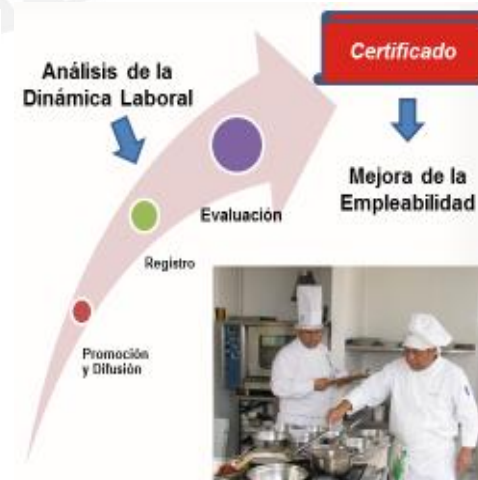 Certificado
Análisis de la
Dinámica Laboral
Mejora de la
Empleabilidad
Evaluación
Registro
Promoción
y Difusión